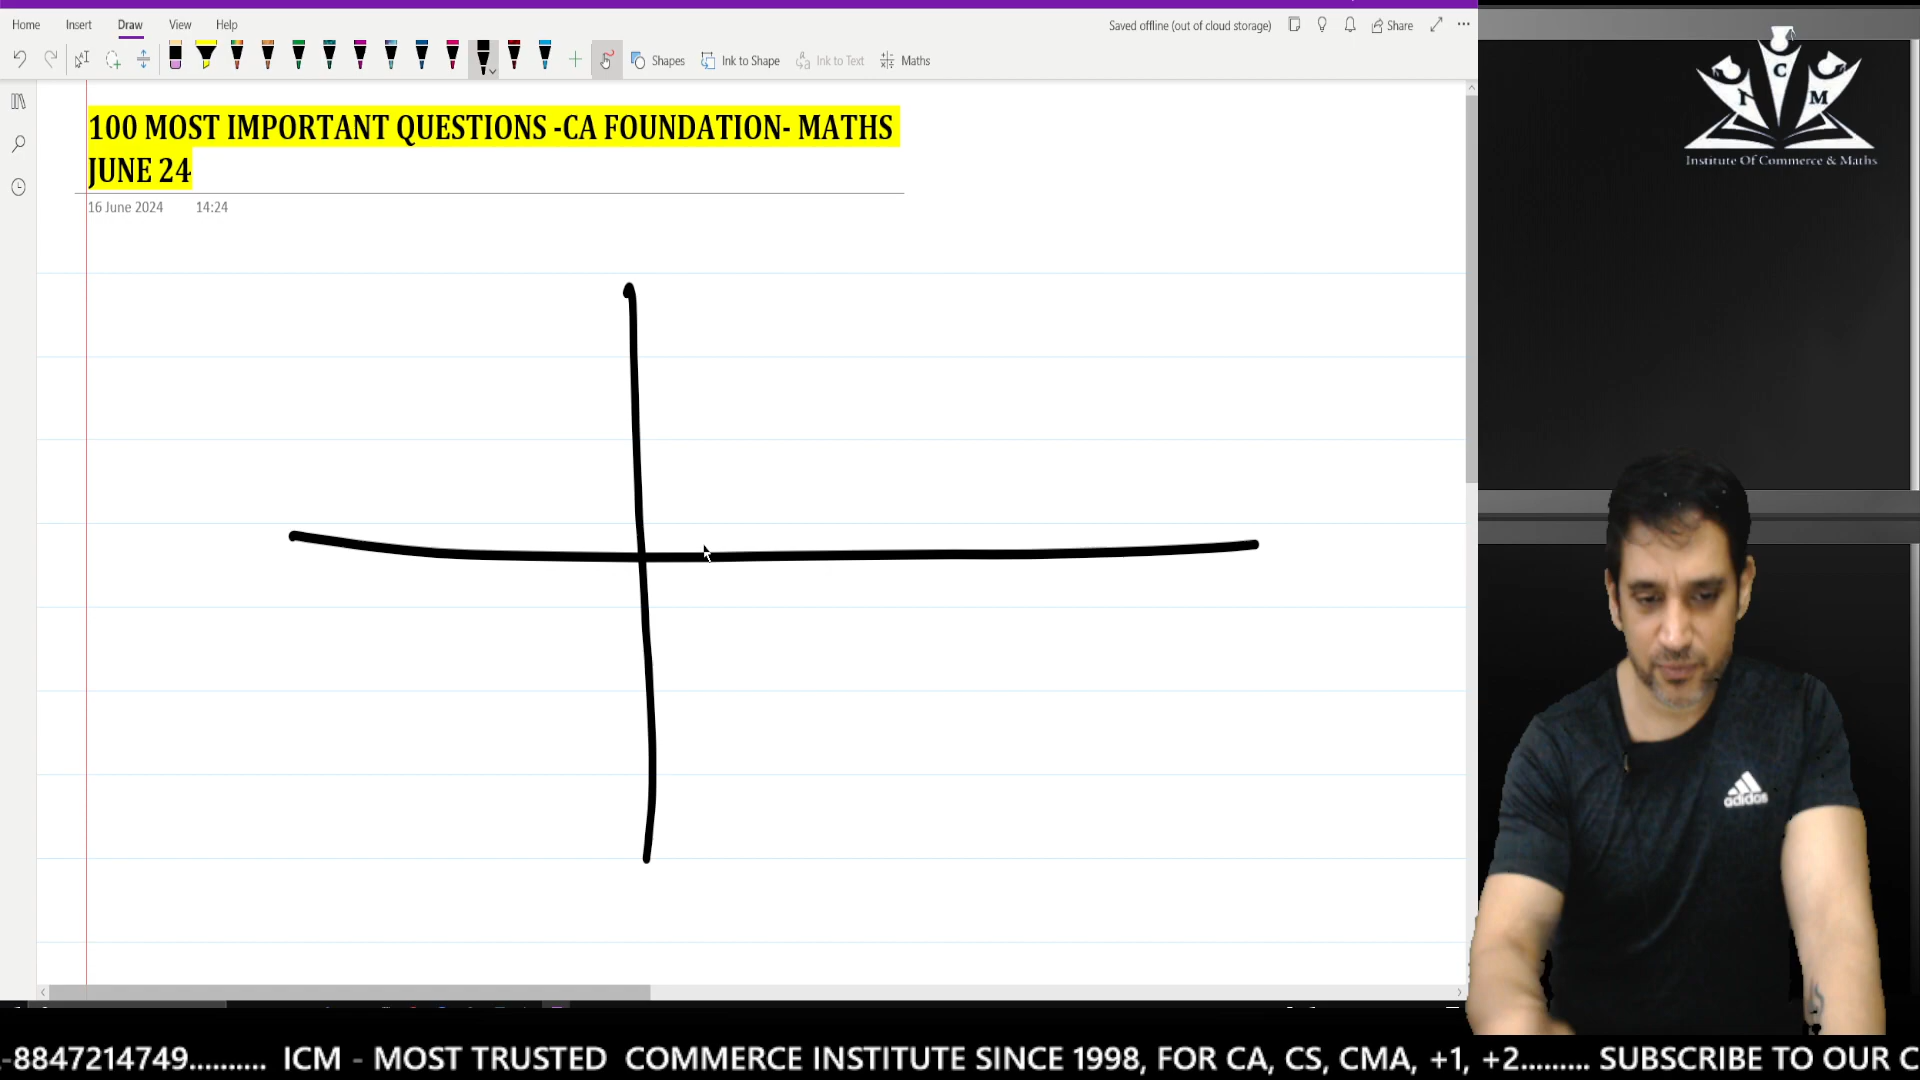 Home Insert Draw View Help
Saved offline (out of cloud storage) Share
Shapes Ink to Shape Ink to Text Maths
100 MOST IMPORTANT QUESTIONS -CA FOUNDATION- MATHS
JUNE 24
16 June 2024 14:24
I C M
Institute Of Commerce & Maths
adidas
-8847214749.......... ICM - MOST TRUSTED COMMERCE INSTITUTE SINCE 1998, FOR CA, CS, CMA, +1, +2......... SUBSCRIBE TO OUR C